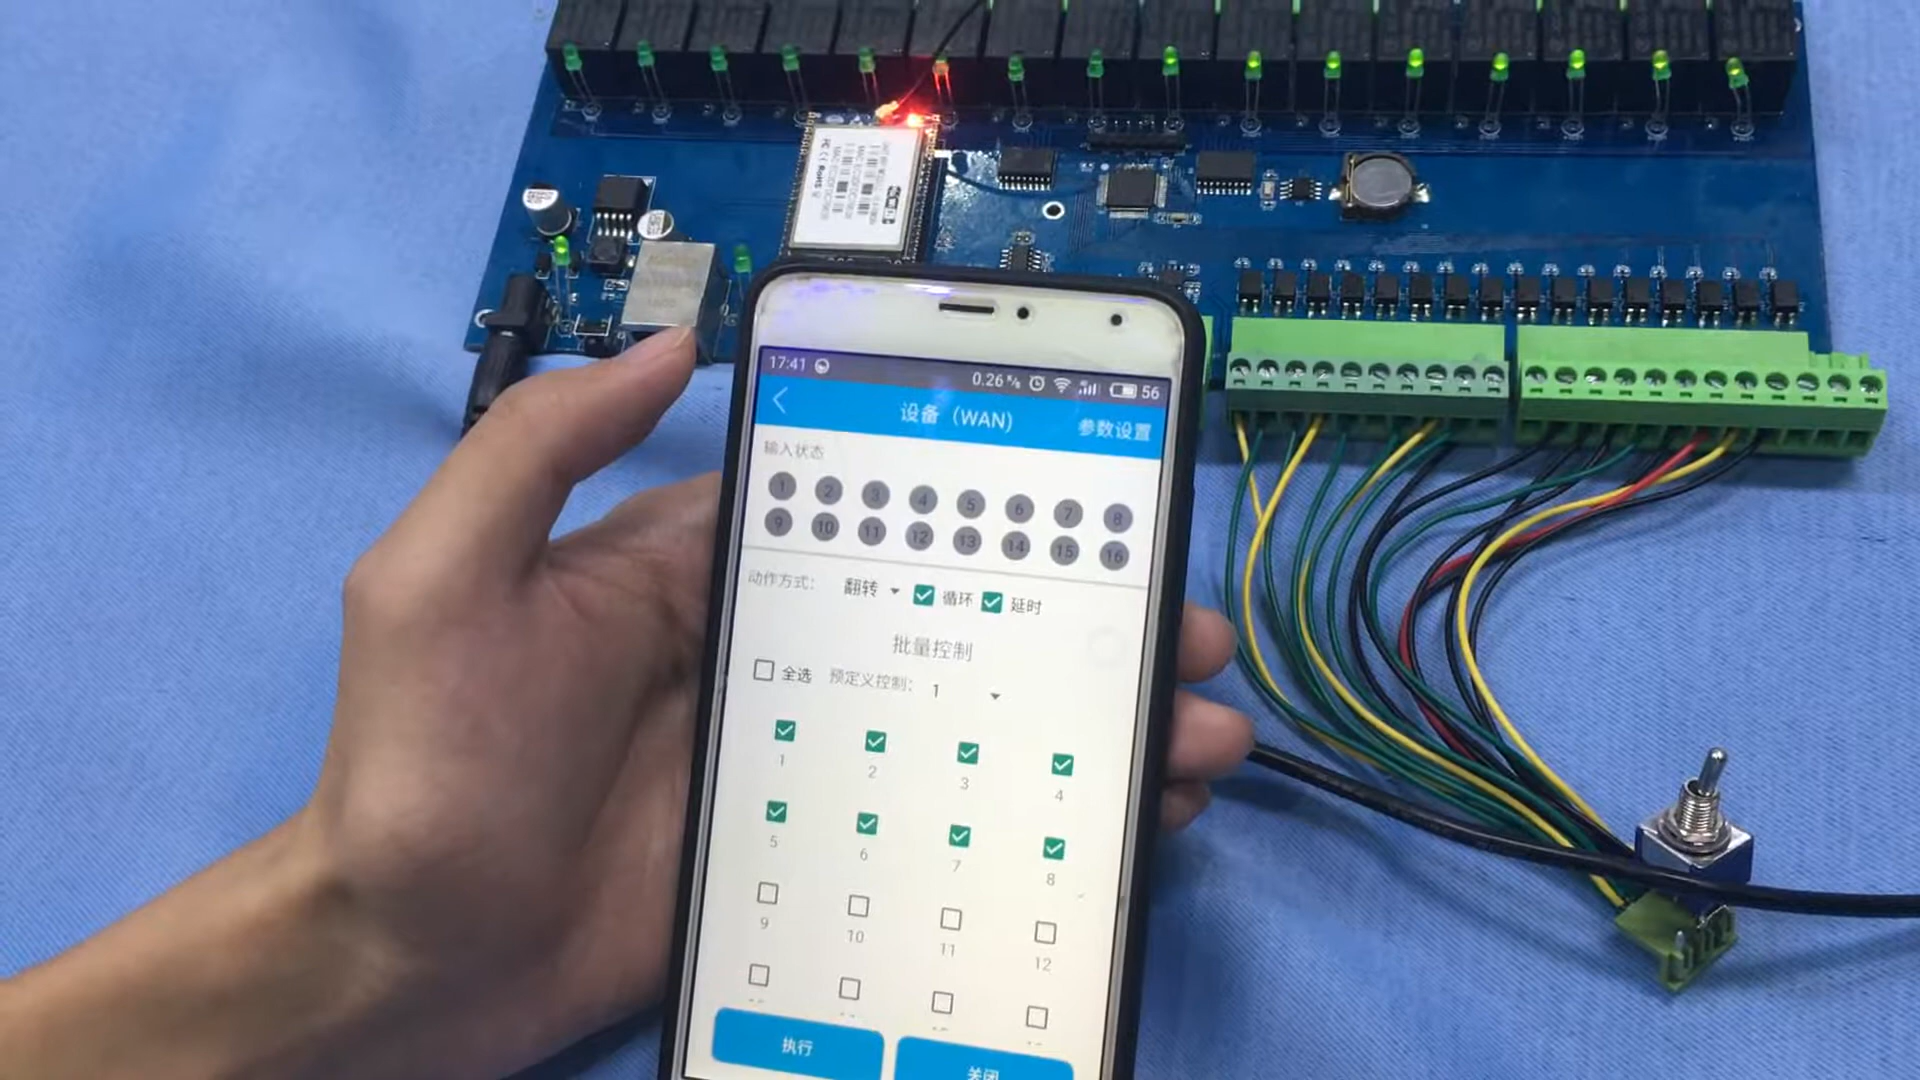 17:41 0.26 K/s 56
设备（WAN） 参数设置
输入状态
1 2 3 4 5 6 7 8
9 10 11 12 13 14 15 16
动作方式： 翻转 循环 延时
批量控制
全选 预定义控制： 1
1 2 3 4
5 6 7 8
9 10 11 12
执行 关闭
RoHS